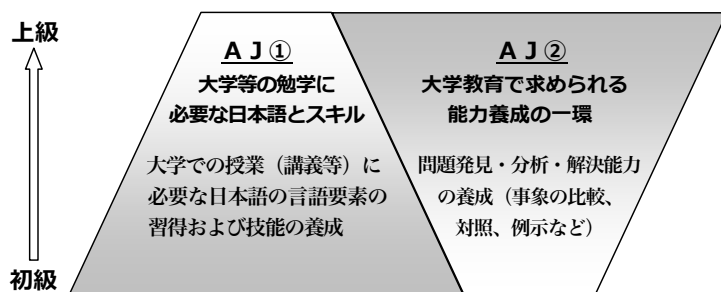 上級
初級
ＡＪ①
大学等の勉学に
必要な日本語とスキル
大学での授業（講義等）に
必要な日本語の言語要素の
習得および技能の養成
ＡＪ②
大学教育で求められる
能力養成の一環
問題発見・分析・解決能力
の養成（事象の比較、
対照、例示など）